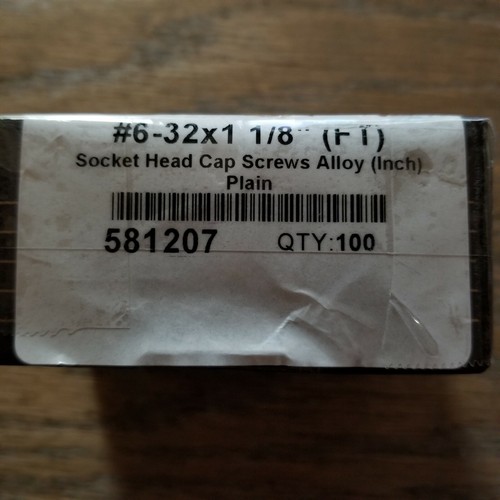 #6-32x1 1/8" (FT)
Socket Head Cap Screws Alloy (Inch)
Plain
581207 QTY:100